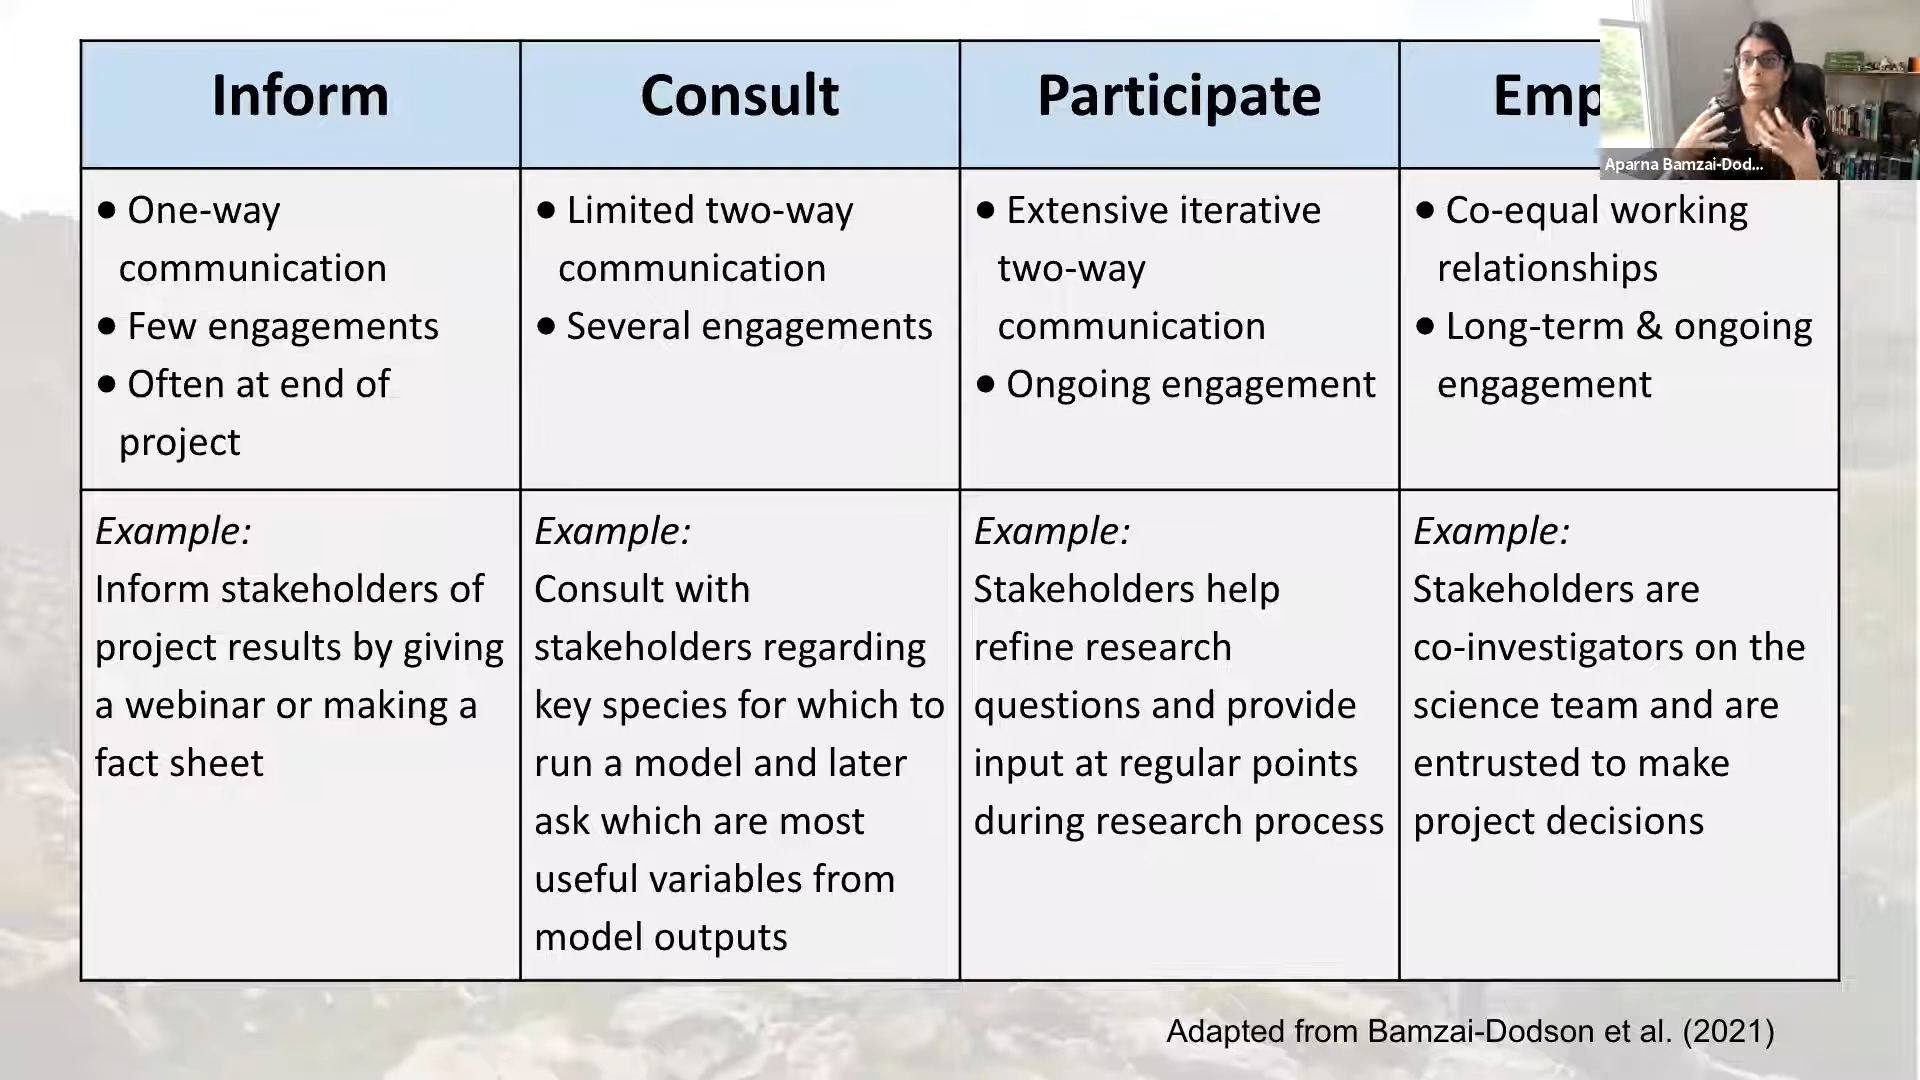 Inform
Consult
Participate
Aparna Bamzai-Dod...
● One-way
communication
● Few engagements
● Often at end of
project
● Limited two-way
communication
● Several engagements
● Extensive iterative
two-way
communication
● Ongoing engagement
● Co-equal working
relationships
● Long-term & ongoing
engagement
Example:
Inform stakeholders of
project results by giving
a webinar or making a
fact sheet
Example:
Consult with
stakeholders regarding
key species for which to
run a model and later
ask which are most
useful variables from
model outputs
Example:
Stakeholders help
refine research
questions and provide
input at regular points
during research process
Example:
Stakeholders are
co-investigators on the
science team and are
entrusted to make
project decisions
Adapted from Bamzai-Dodson et al. (2021)